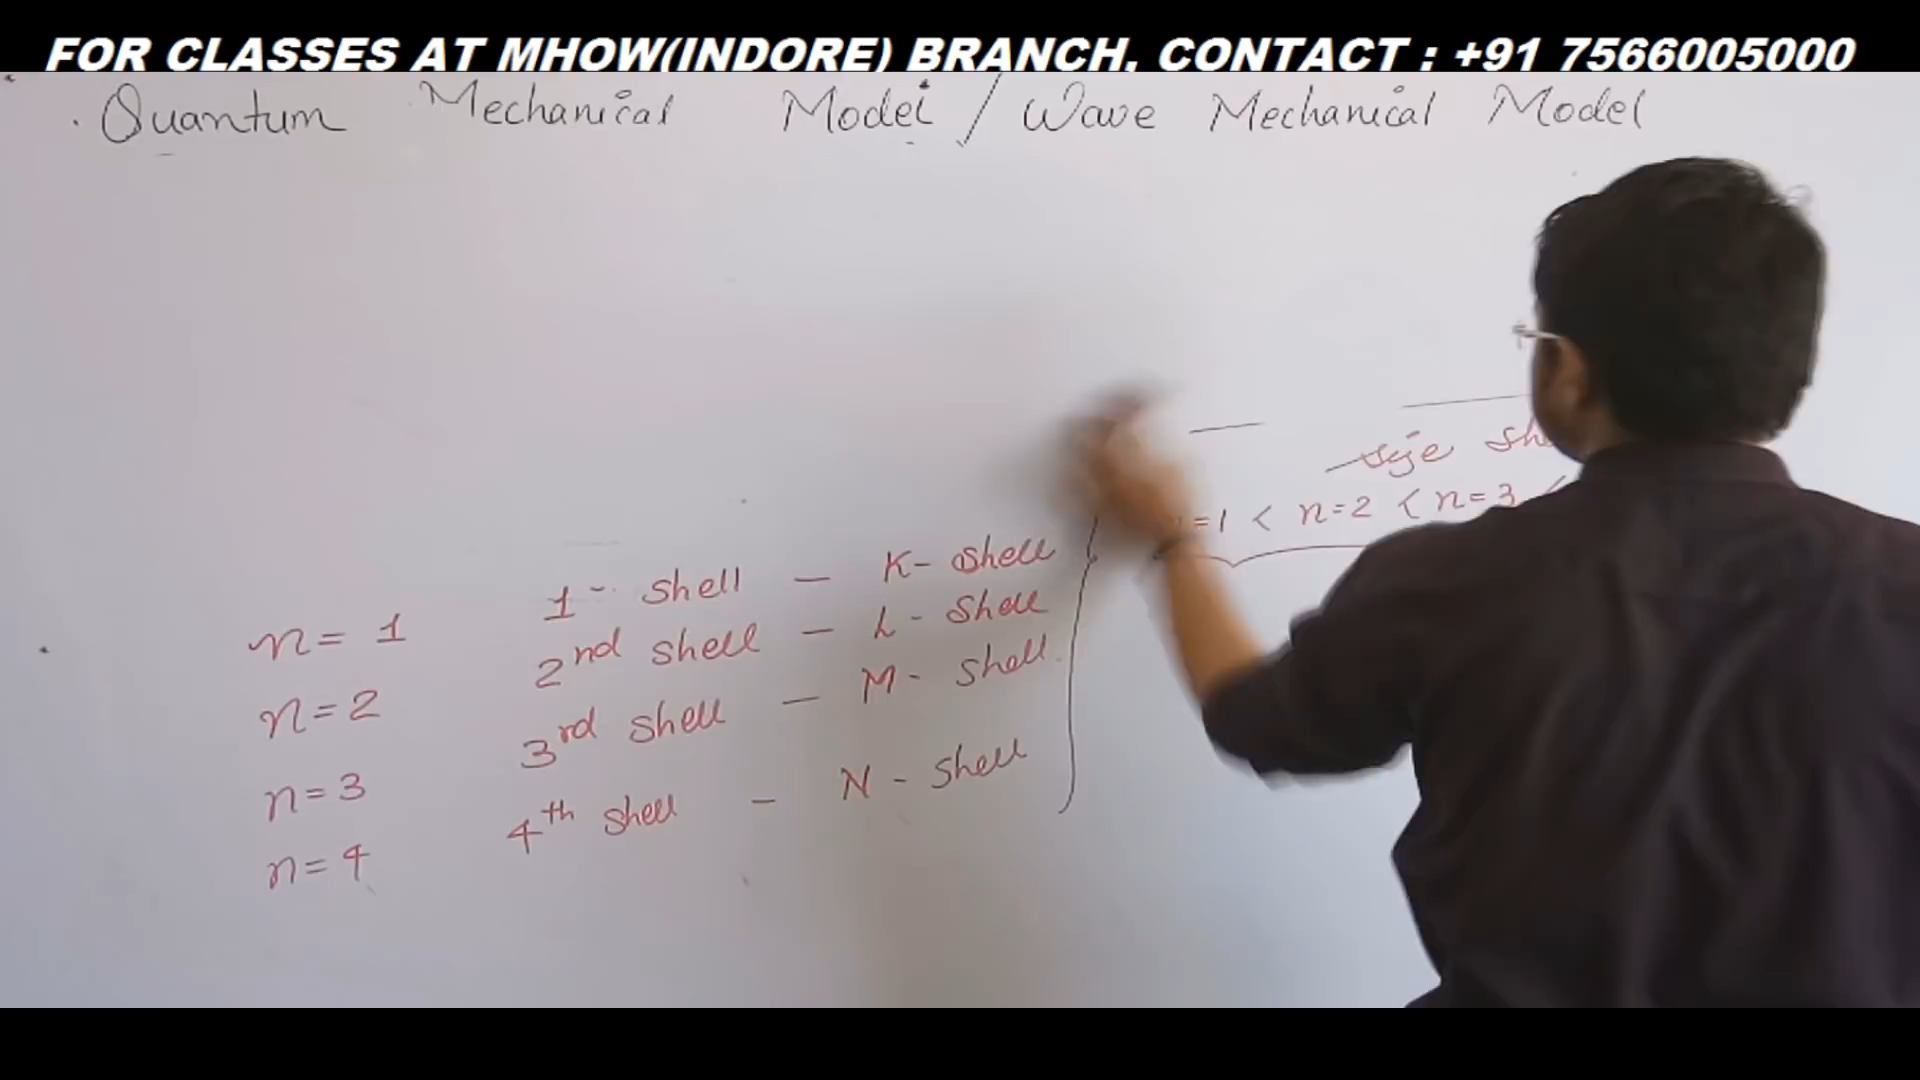 FOR CLASSES AT MHOW(INDORE) BRANCH, CONTACT : +91 7566005000
Quantum Mechanical Model / Wave Mechanical Model
n=1 < n=2 < n=3 <
n= 1 1 shell - K- shell
n=2 2nd shell - L- shell
n=3 3rd shell - M- shell
n=4 4th shell - N- shell